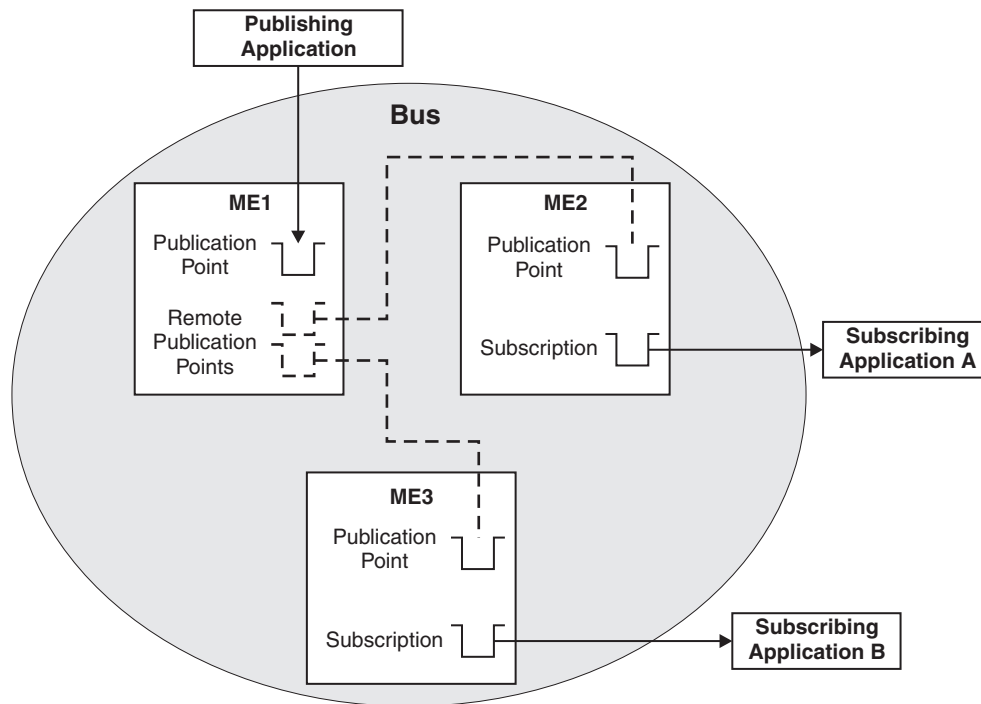 Publishing
Application
Bus
ME1
Publication
Point
Remote
Publication
Points
ME2
Publication
Point
Subscription
Subscribing
Application A
ME3
Publication
Point
Subscription
Subscribing
Application B